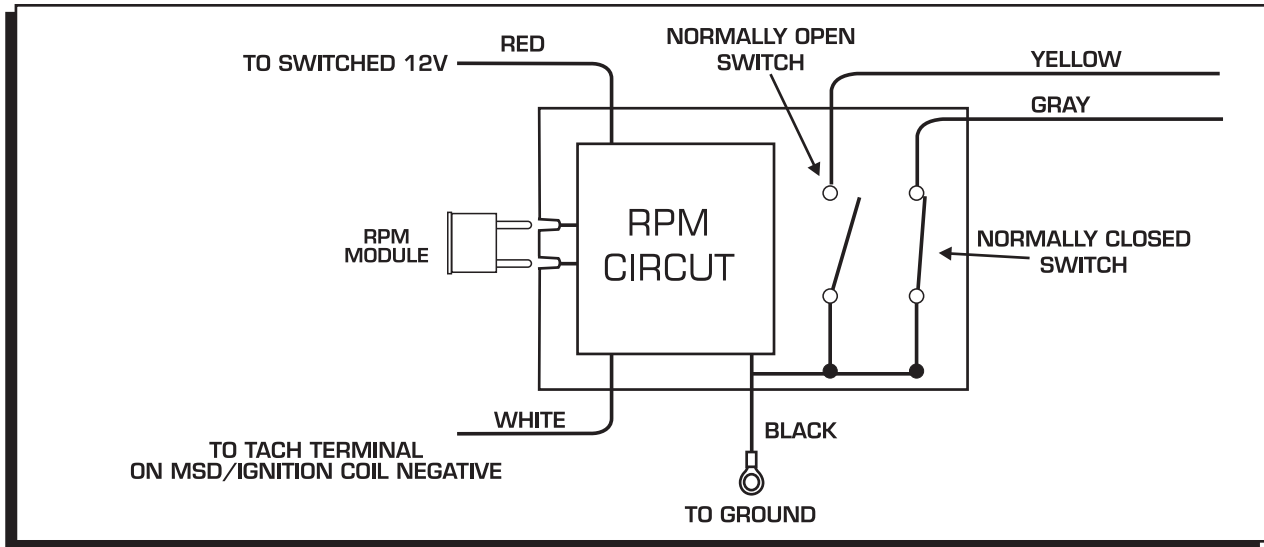 RED
TO SWITCHED 12V
NORMALLY OPEN
SWITCH
YELLOW
GRAY
RPM
MODULE
RPM
CIRCUT
NORMALLY CLOSED
SWITCH
WHITE
TO TACH TERMINAL
ON MSD/IGNITION COIL NEGATIVE
BLACK
TO GROUND